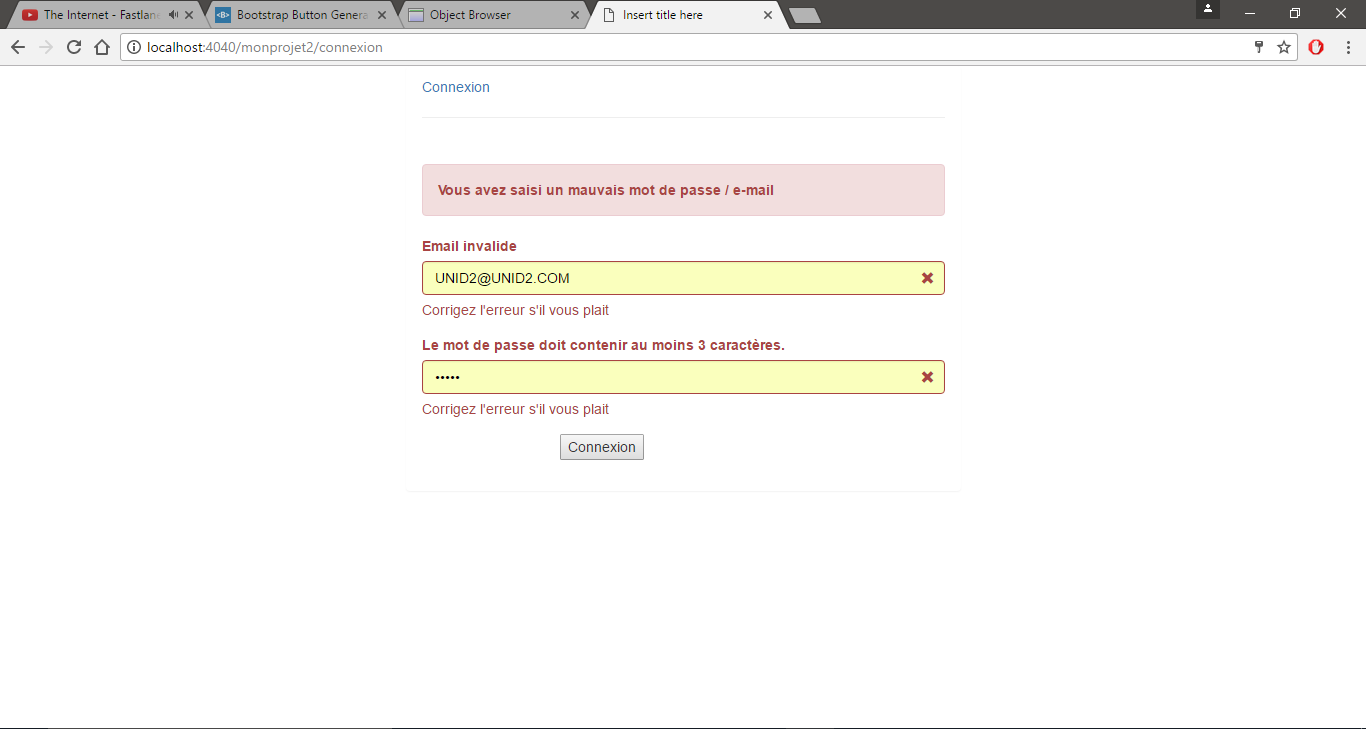 The Internet - Fastlane
Bootstrap Button Genera
Object Browser
Insert title here
localhost:4040/monprojet2/connexion
Connexion
Vous avez saisi un mauvais mot de passe / e-mail
Email invalide
UNID2@UNID2.COM
Corrigez l'erreur s'il vous plait
Le mot de passe doit contenir au moins 3 caractères.
•••••
Corrigez l'erreur s'il vous plait
Connexion